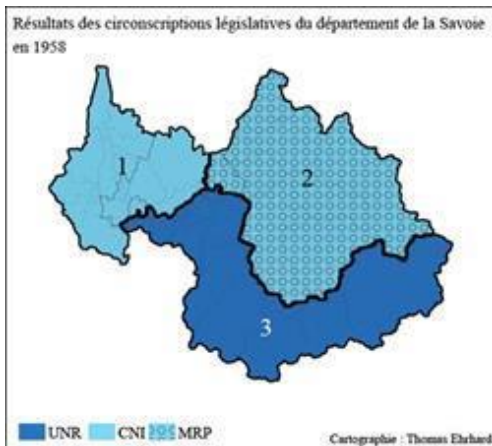 Résultats des circonscriptions législatives du département de la Savoie
en 1958
1
2
3
UNR CNI MRP
Cartographie : Thomas Ehrhard